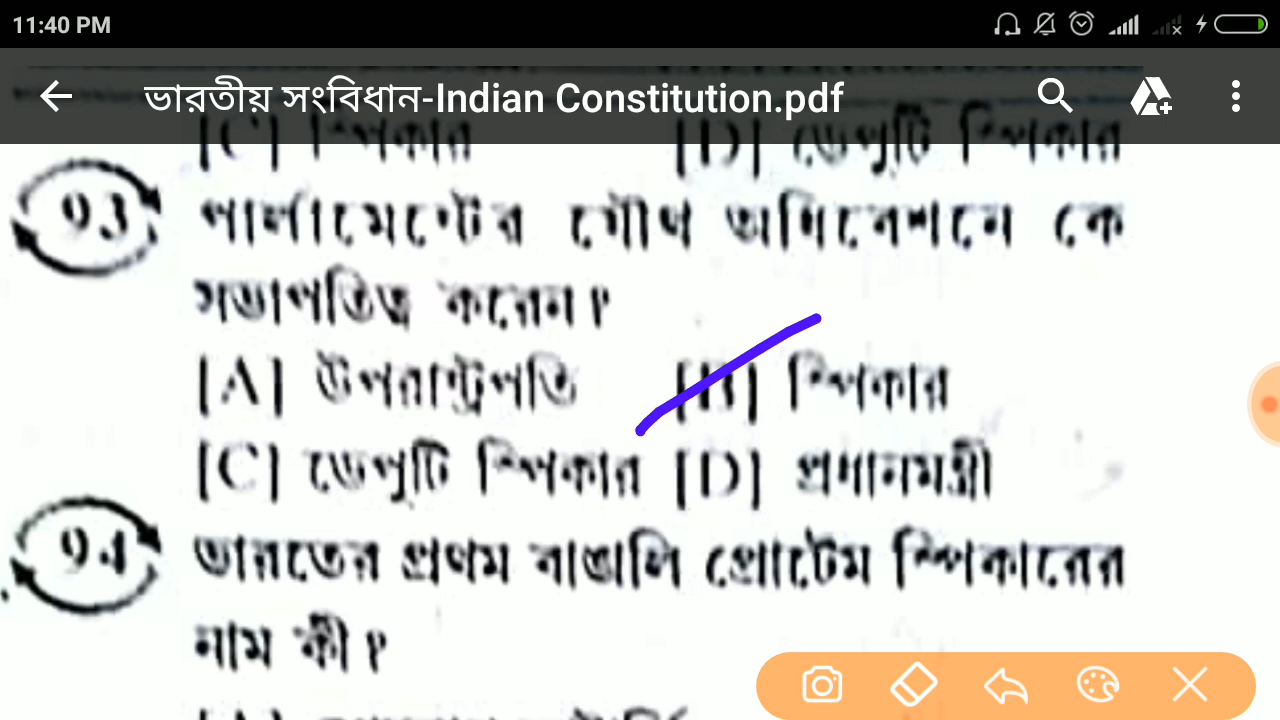 11:40 PM
ভারতীয় সংবিধান-Indian Constitution.pdf
[C] স্পিকার [D] ডেপুটি স্পিকার
93 পার্লামেন্টের যৌথ অধিবেশনে কে
সভাপতিত্ব করেন?
[A] উপরাষ্ট্রপতি [B] স্পিকার
[C] ডেপুটি স্পিকার [D] প্রধানমন্ত্রী
94 ভারতের প্রথম বাঙালি প্রোটেম স্পিকারের
নাম কী?